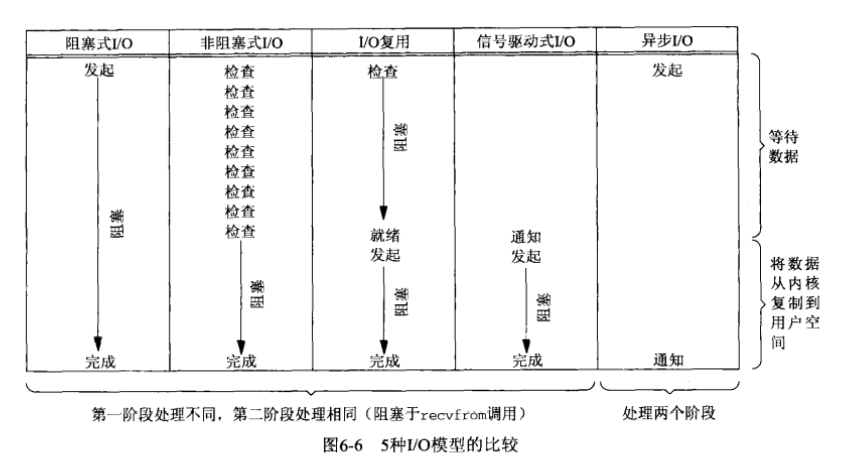 阻塞式I/O
非阻塞式I/O
I/O复用
信号驱动式I/O
异步I/O
发起
检查
检查
发起
检查
检查
检查
检查
检查
检查
检查
检查
阻塞
阻塞
就绪
通知
发起
发起
阻塞
阻塞
阻塞
完成
完成
完成
完成
通知
等待
数据
将数据
从内核
复制到
用户空
间
第一阶段处理不同，第二阶段处理相同（阻塞于recvfrom调用）
处理两个阶段
图6-6 5种I/O模型的比较